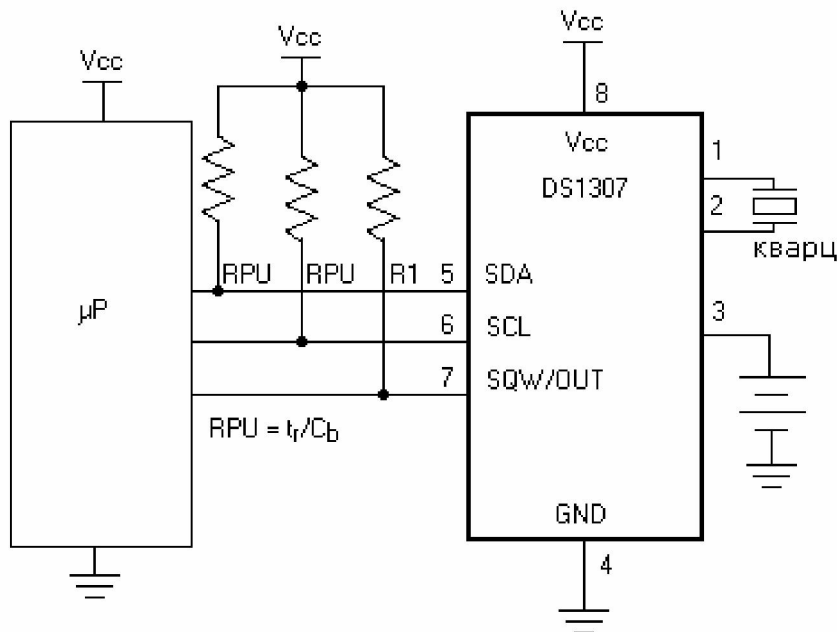 Vcc
Vcc
Vcc
8
Vcc
1
DS1307
2
кварц
RPU
RPU
R1
5
SDA
μP
6
SCL
3
7
SQW/OUT
RPU = tr/Cb
GND
4